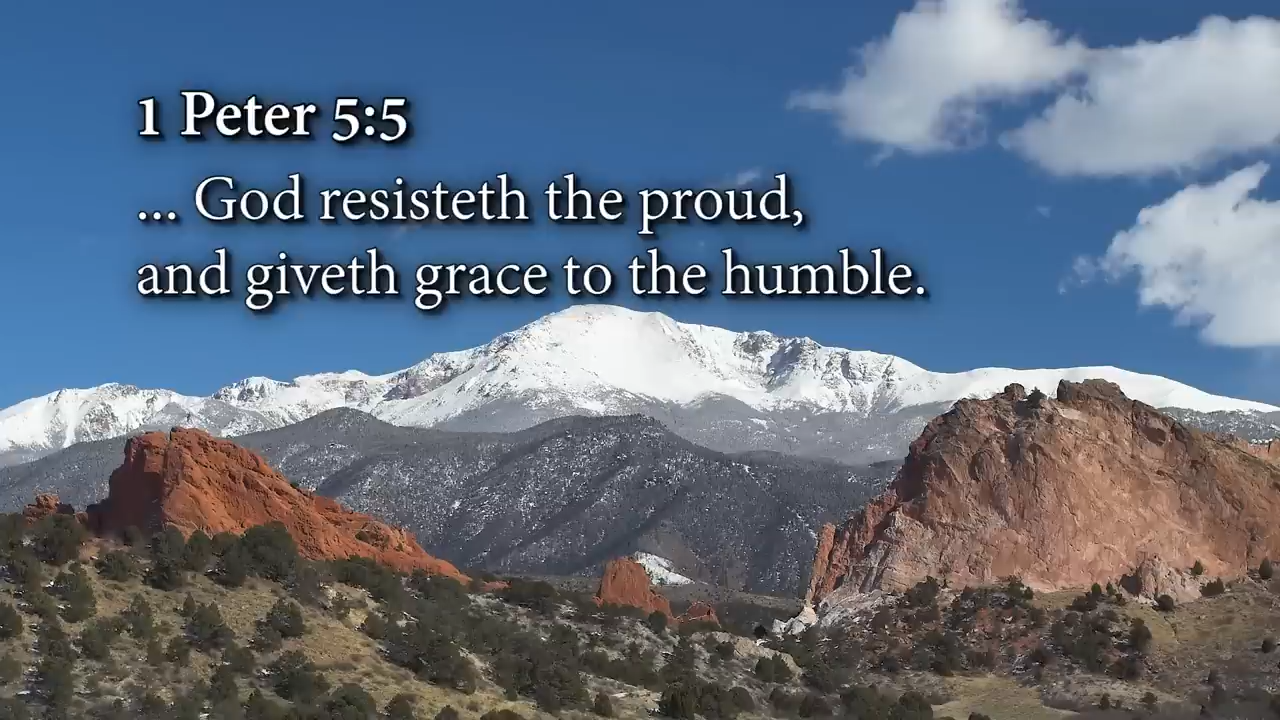 1 Peter 5:5
... God resisteth the proud,
and giveth grace to the humble.